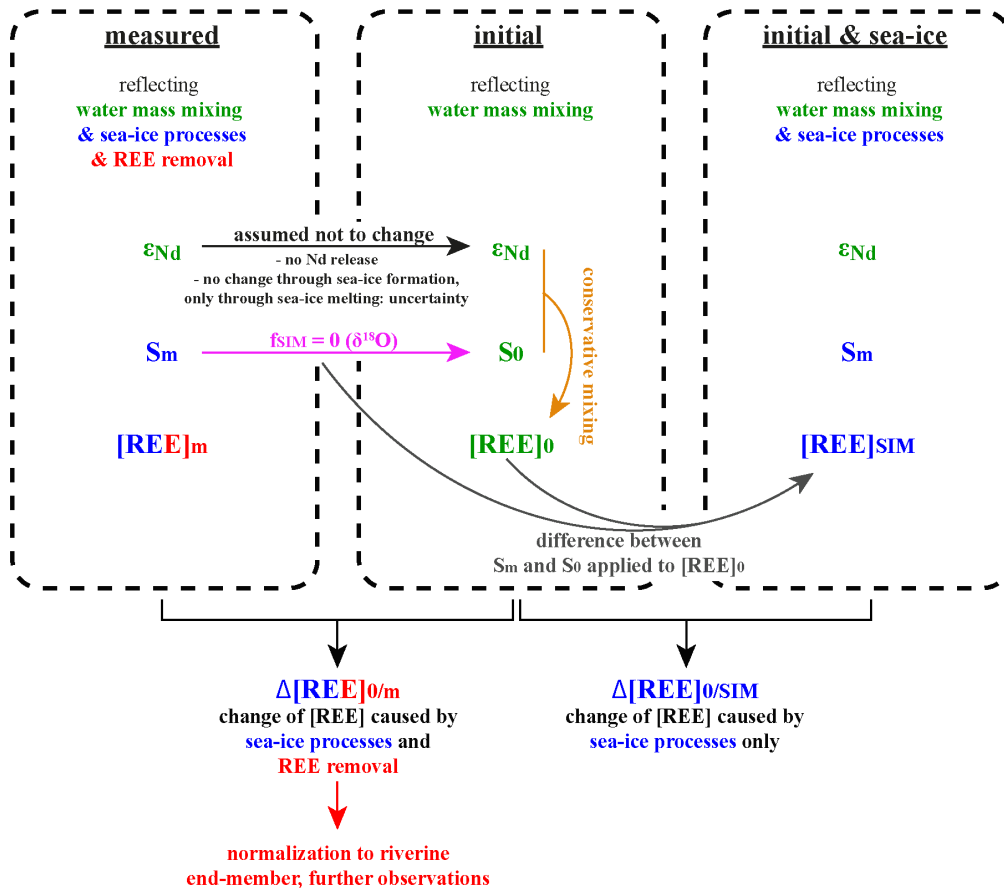 measured
reflecting
water mass mixing
& sea-ice processes
& REE removal
initial
reflecting
water mass mixing
initial & sea-ice
reflecting
water mass mixing
& sea-ice processes
εNd
assumed not to change
- no Nd release
- no change through sea-ice formation,
only through sea-ice melting: uncertainty
εNd
εNd
Sm
fSIM = 0 (δ¹⁸O)
S0
Sm
conservative mixing
[REE]m
[REE]0
[REE]SIM
difference between
Sm and S0 applied to [REE]0
Δ[REE]0/m
change of [REE] caused by
sea-ice processes and
REE removal
Δ[REE]0/SIM
change of [REE] caused by
sea-ice processes only
normalization to riverine
end-member, further observations